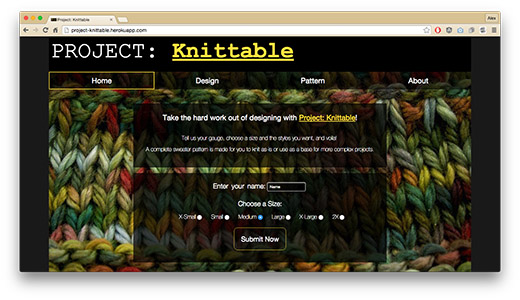 Project: Knittable
Alex
project-knittable.herokuapp.com
PROJECT: Knittable
Home Design Pattern About
Take the hard work out of designing with Project: Knittable!
Tell us your gauge, choose a size and the styles you want, and voila!
A complete sweater pattern is made for you to knit as is or use as a base for more complex projects.
Enter your name: Name
Choose a Size:
X-Small Small Medium Large X-Large 2X
Submit Now